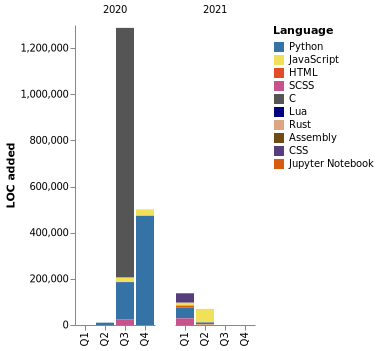 2020
2021
LOC added
1,200,000
1,000,000
800,000
600,000
400,000
200,000
0
Q1
Q2
Q3
Q4
Q1
Q2
Q3
Q4
Language
Python
JavaScript
HTML
SCSS
C
Lua
Rust
Assembly
CSS
Jupyter Notebook